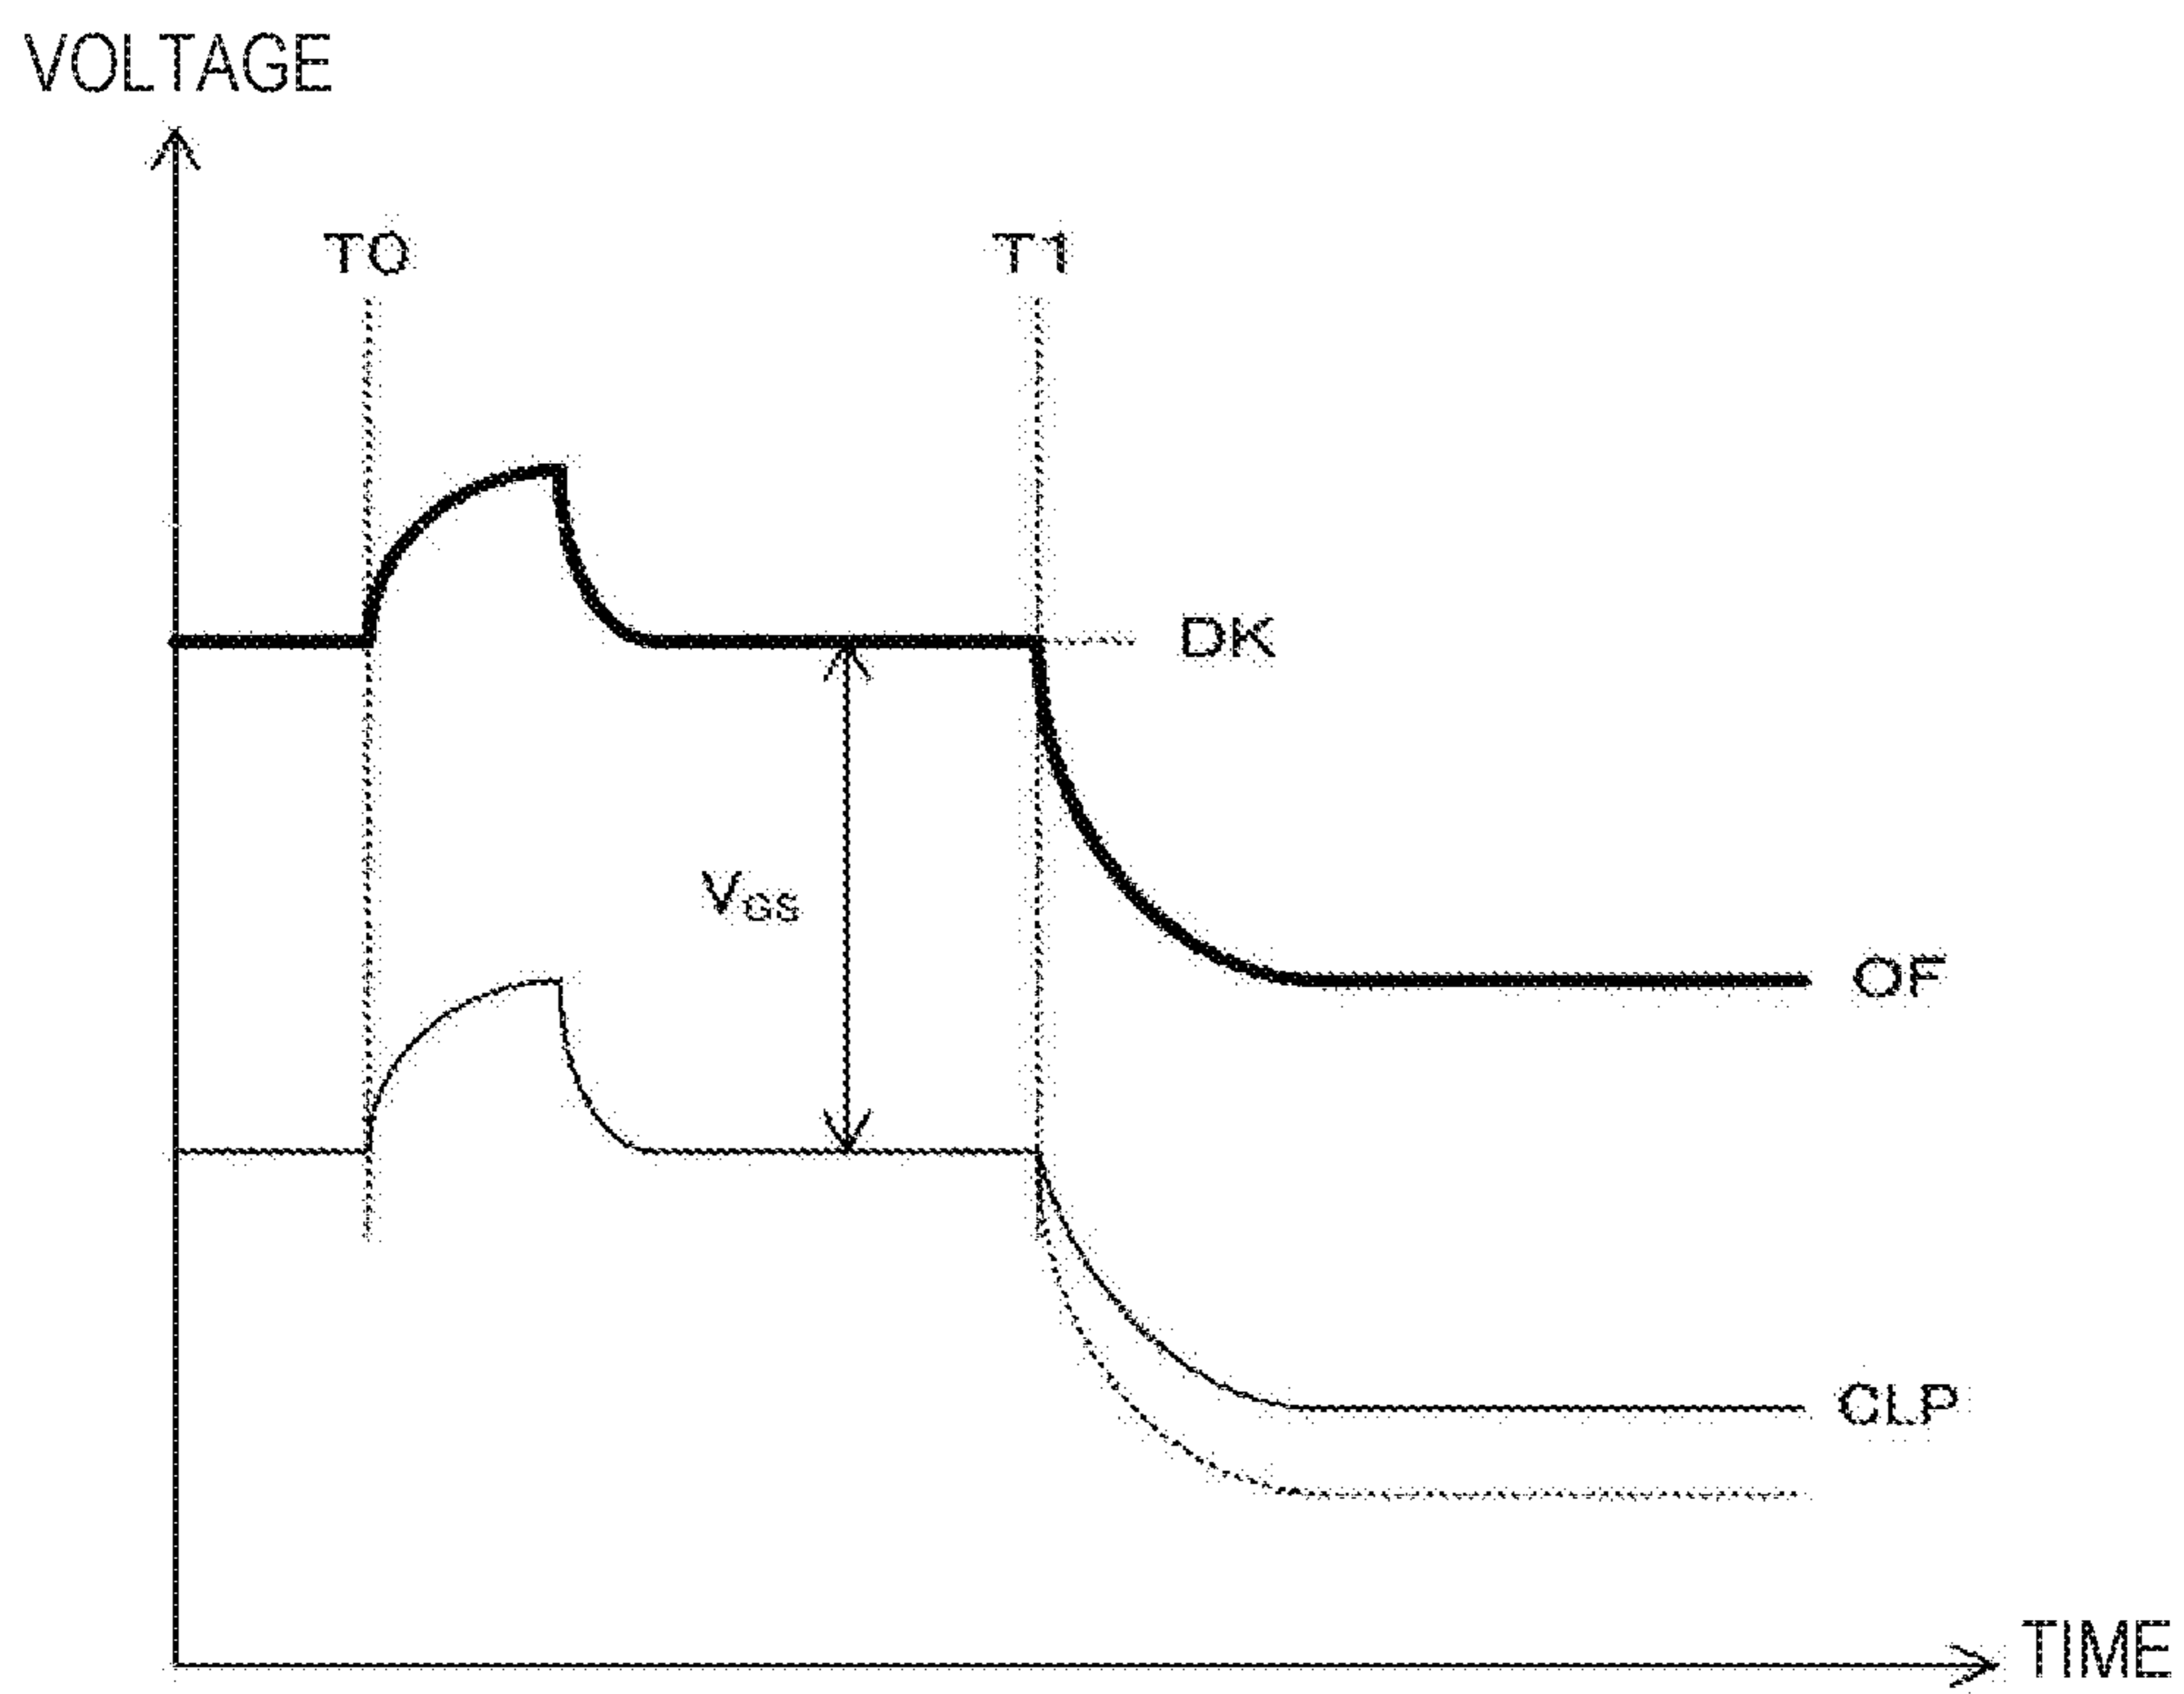 VOLTAGE
T0
T1
DK
VGS
OF
CLP
TIME